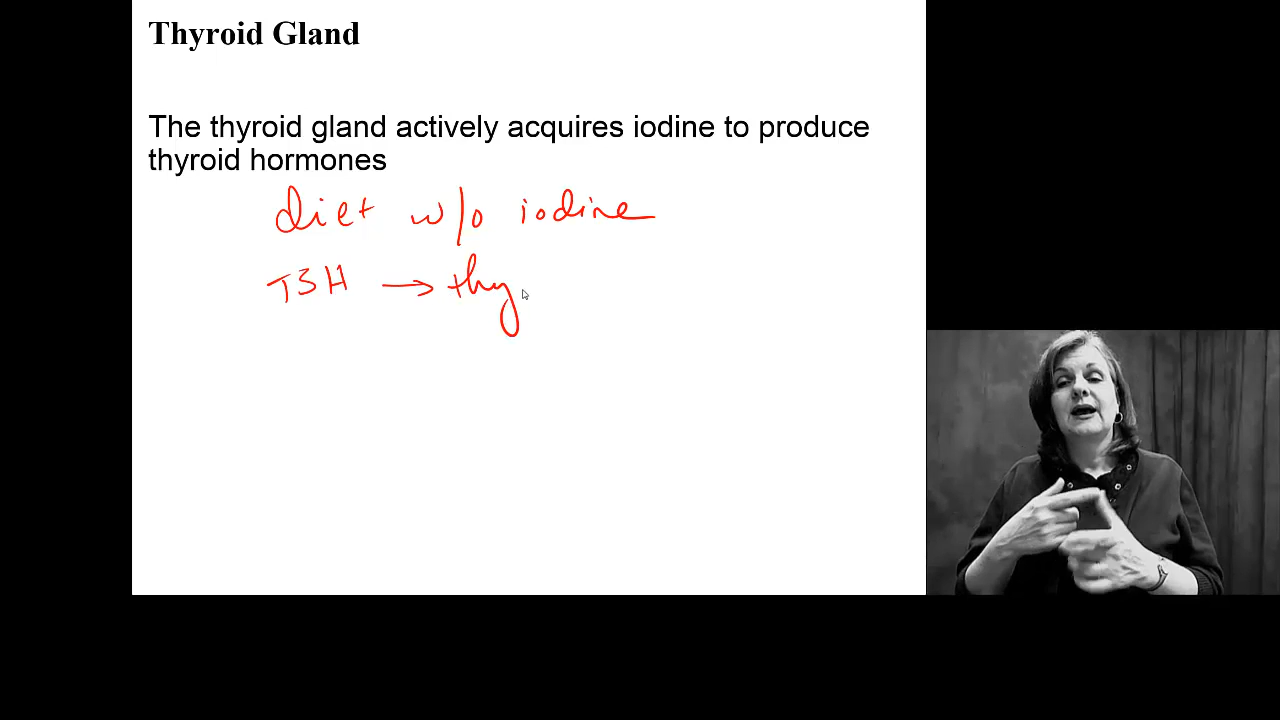 Thyroid Gland
The thyroid gland actively acquires iodine to produce
thyroid hormones
diet w/o iodine
TSH → thy